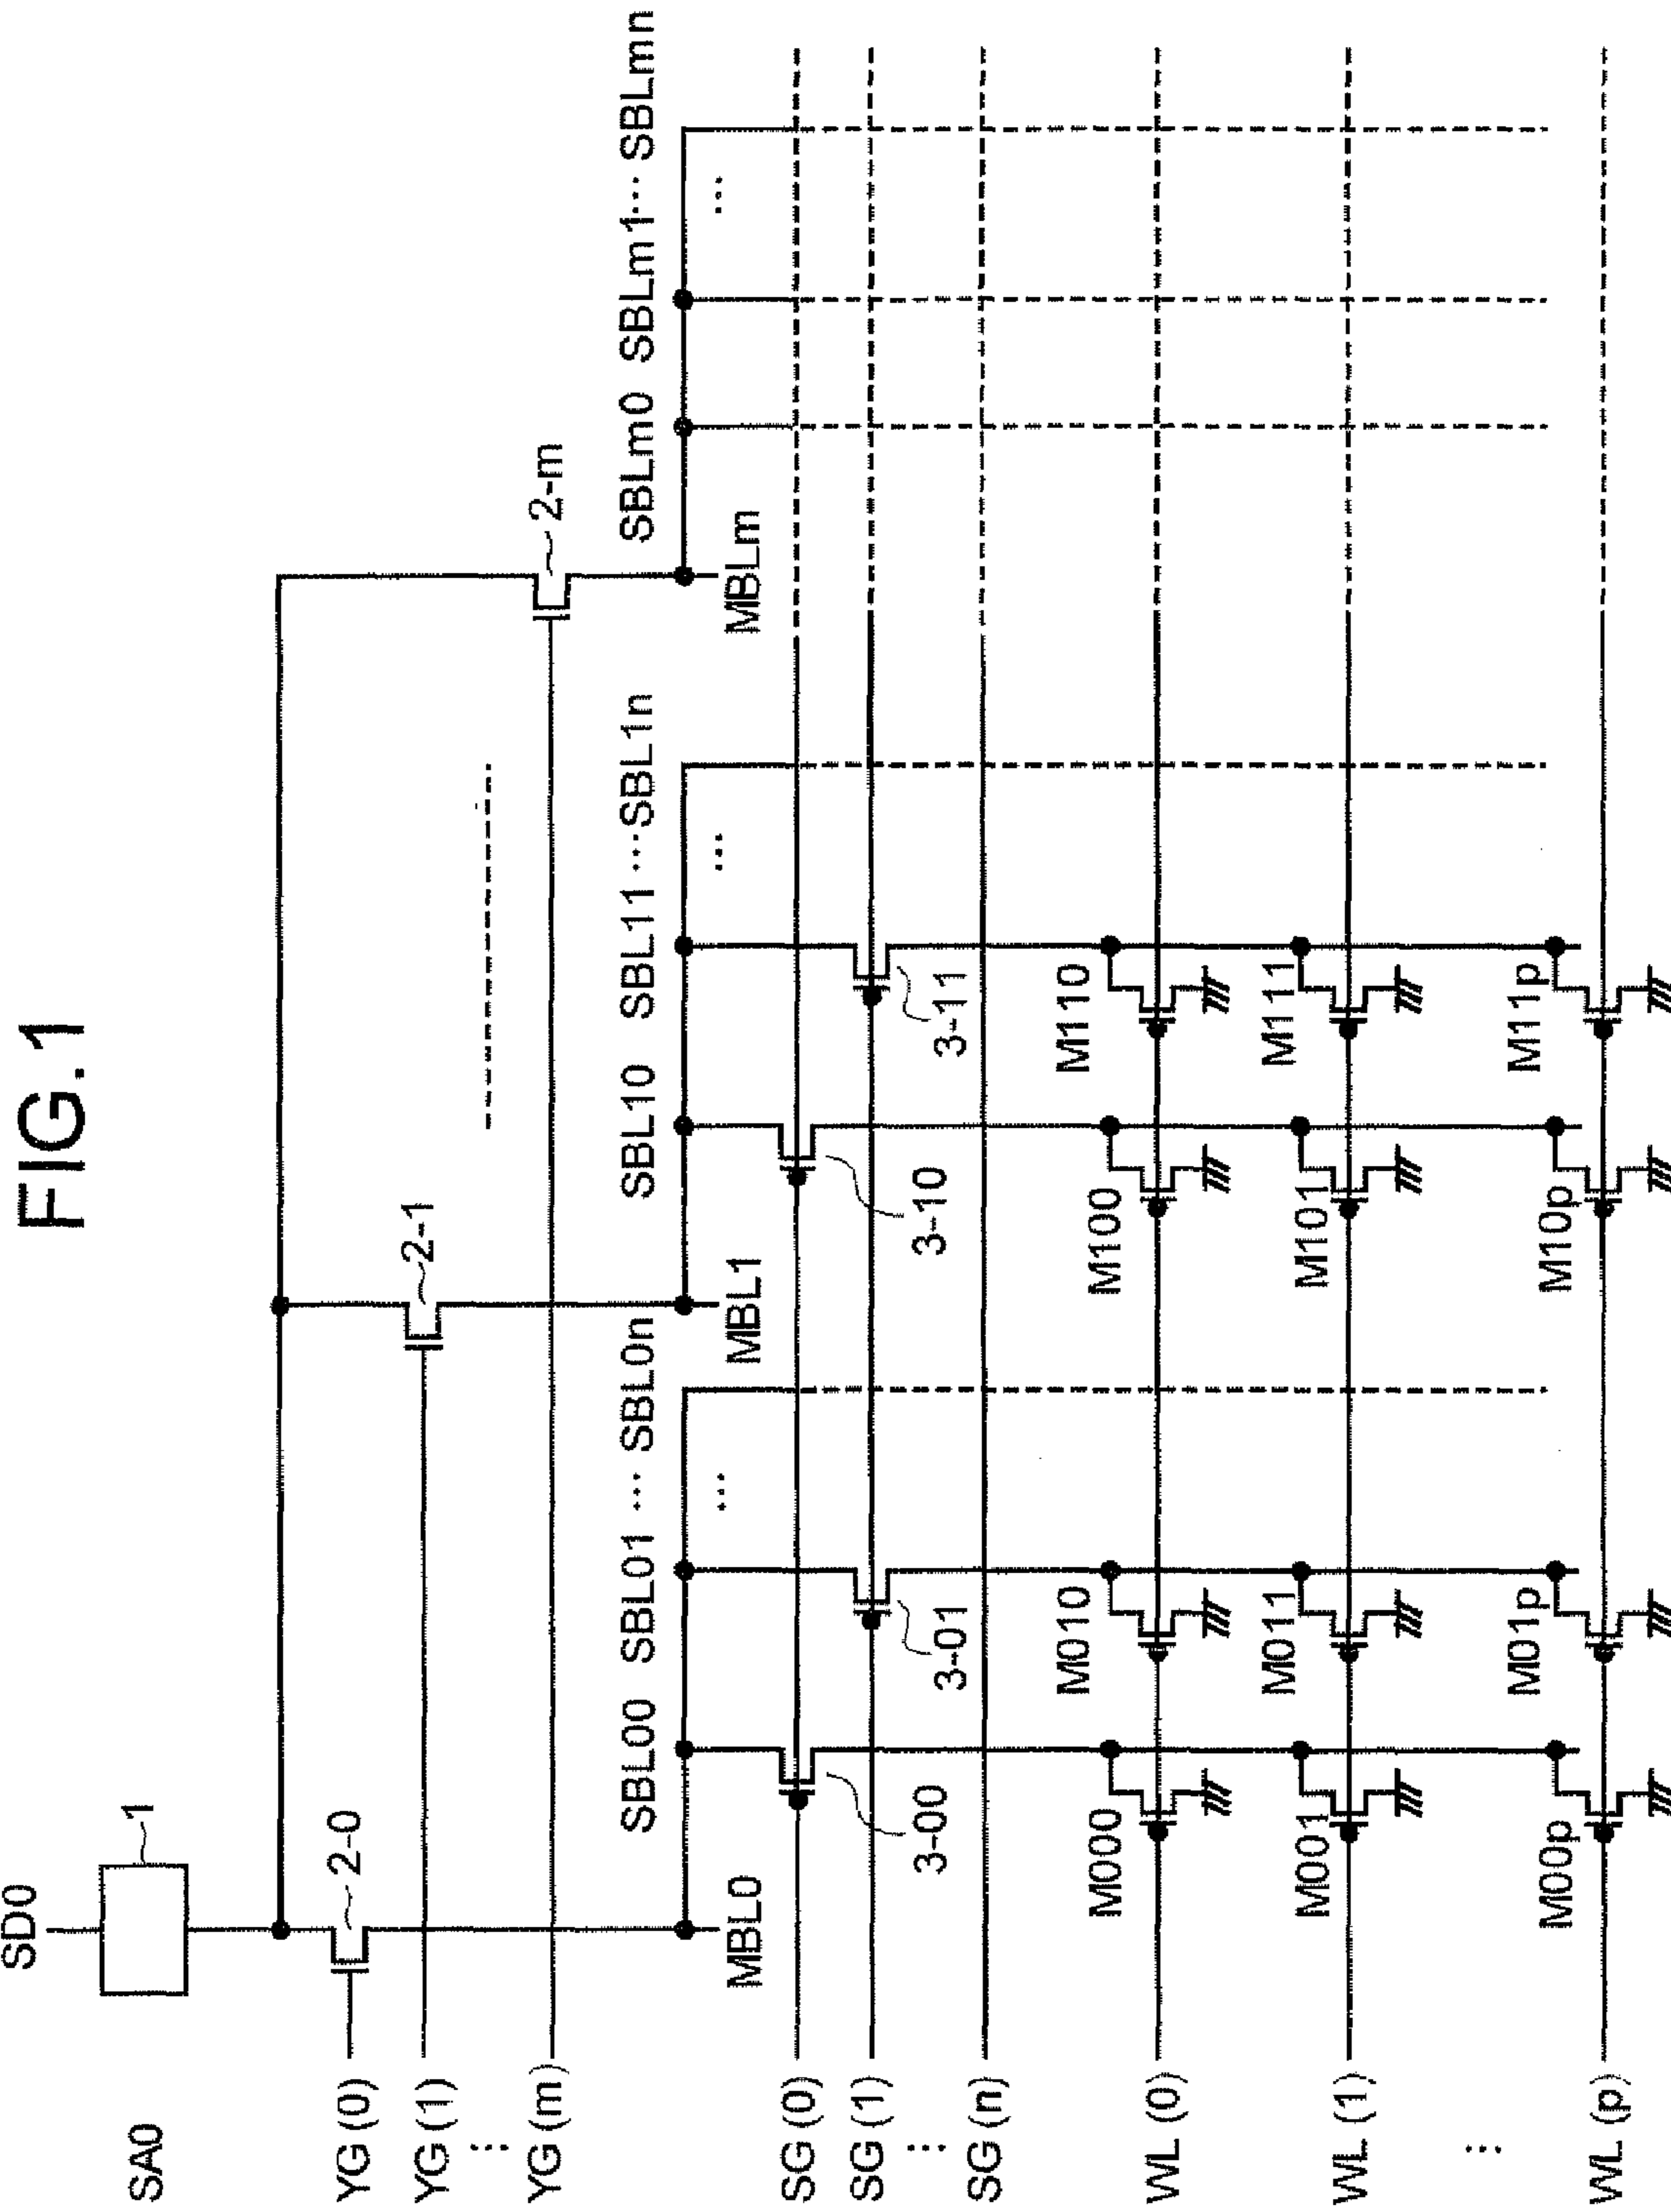 FIG.1
SD0
SA0
1
YG (0)
2-0
YG (1)
2-1
⋮
YG (m)
2-m
SBL00 SBL01 ··· SBL0n
SBL10 SBL11 ···SBL1n
SBLm0 SBLm1··· SBLmn
··· ··· ···
MBL0 MBL1 MBLm
SG (0)
SG (1)
⋮
SG (n)
3-00 3-01 3-10 3-11
WL (0)
M000 M010 M100 M110
WL (1)
M001 M011 M101 M111
⋮
WL (p)
M00p M01p M10p M11p